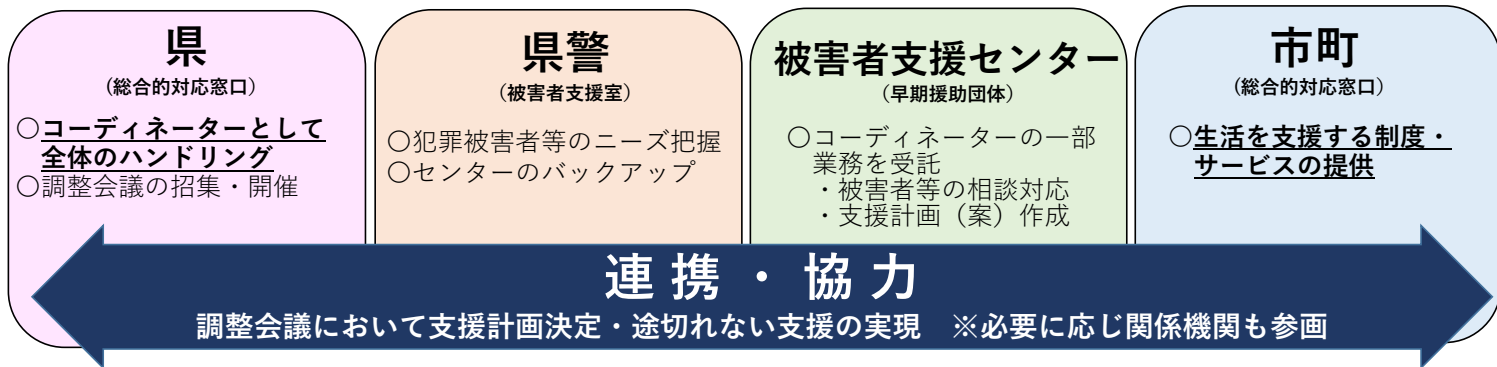 県
(総合的対応窓口)
○コーディネーターとして
全体のハンドリング
○調整会議の招集・開催
県警
(被害者支援室)
○犯罪被害者等のニーズ把握
○センターのバックアップ
被害者支援センター
(早期援助団体)
○コーディネーターの一部
業務を受託
・被害者等の相談対応
・支援計画（案）作成
市町
(総合的対応窓口)
○生活を支援する制度・
サービスの提供
連携・協力
調整会議において支援計画決定・途切れない支援の実現　※必要に応じ関係機関も参画